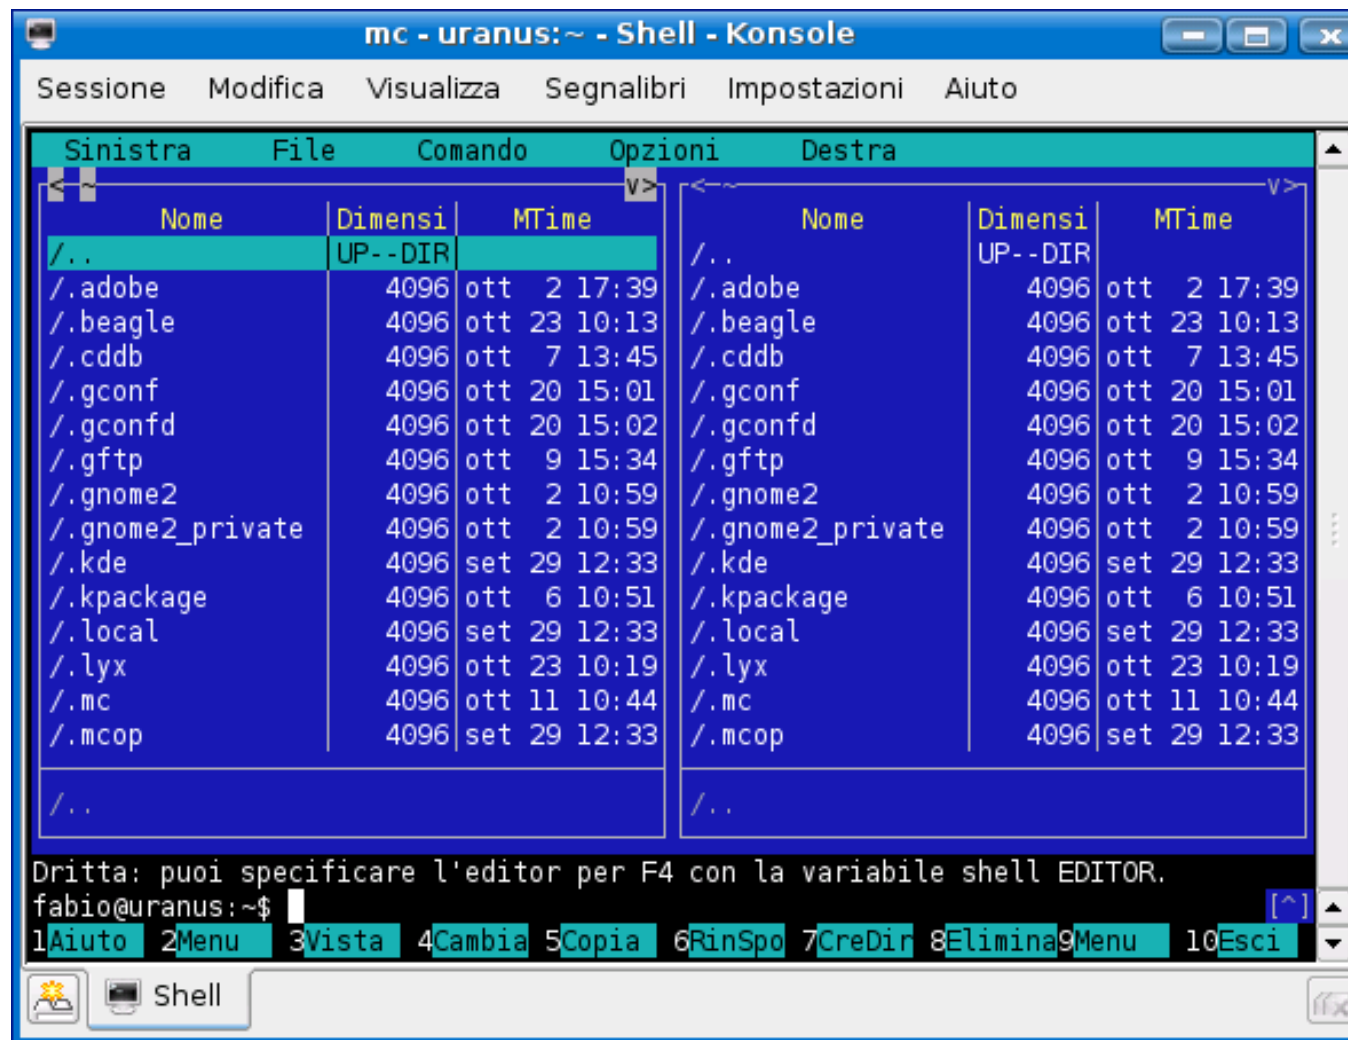 mc - uranus:~ - Shell - Konsole
Sessione Modifica Visualizza Segnalibri Impostazioni Aiuto
Sinistra File Comando Opzioni Destra
<-~ v> <-~ v>
Nome Dimensi MTime Nome Dimensi MTime
/.. UP--DIR /.. UP--DIR
/.adobe 4096 ott 2 17:39 /.adobe 4096 ott 2 17:39
/.beagle 4096 ott 23 10:13 /.beagle 4096 ott 23 10:13
/.cddb 4096 ott 7 13:45 /.cddb 4096 ott 7 13:45
/.gconf 4096 ott 20 15:01 /.gconf 4096 ott 20 15:01
/.gconfd 4096 ott 20 15:02 /.gconfd 4096 ott 20 15:02
/.gftp 4096 ott 9 15:34 /.gftp 4096 ott 9 15:34
/.gnome2 4096 ott 2 10:59 /.gnome2 4096 ott 2 10:59
/.gnome2_private 4096 ott 2 10:59 /.gnome2_private 4096 ott 2 10:59
/.kde 4096 set 29 12:33 /.kde 4096 set 29 12:33
/.kpackage 4096 ott 6 10:51 /.kpackage 4096 ott 6 10:51
/.local 4096 set 29 12:33 /.local 4096 set 29 12:33
/.lyx 4096 ott 23 10:19 /.lyx 4096 ott 23 10:19
/.mc 4096 ott 11 10:44 /.mc 4096 ott 11 10:44
/.mcop 4096 set 29 12:33 /.mcop 4096 set 29 12:33
/.. /..
Dritta: puoi specificare l'editor per F4 con la variabile shell EDITOR.
fabio@uranus:~$ [^]
1Aiuto 2Menu 3Vista 4Cambia 5Copia 6RinSpo 7CreDir 8Elimina 9Menu 10Esci
Shell